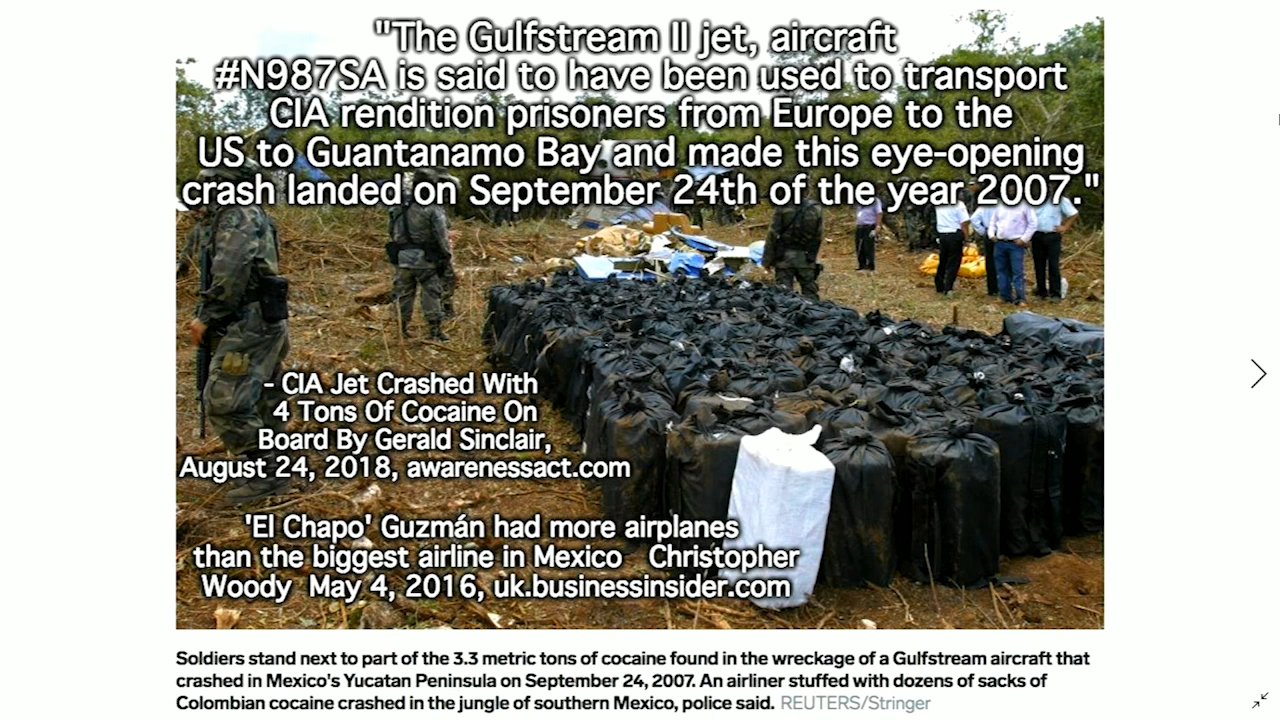 "The Gulfstream II jet, aircraft
#N987SA is said to have been used to transport
CIA rendition prisoners from Europe to the
US to Guantanamo Bay and made this eye-opening
crash landed on September 24th of the year 2007."
- CIA Jet Crashed With
4 Tons Of Cocaine On
Board By Gerald Sinclair,
August 24, 2018, awarenessact.com
'El Chapo' Guzmán had more airplanes
than the biggest airline in Mexico Christopher
Woody May 4, 2016, uk.businessinsider.com
Soldiers stand next to part of the 3.3 metric tons of cocaine found in the wreckage of a Gulfstream aircraft that
crashed in Mexico's Yucatan Peninsula on September 24, 2007. An airliner stuffed with dozens of sacks of
Colombian cocaine crashed in the jungle of southern Mexico, police said. REUTERS/Stringer